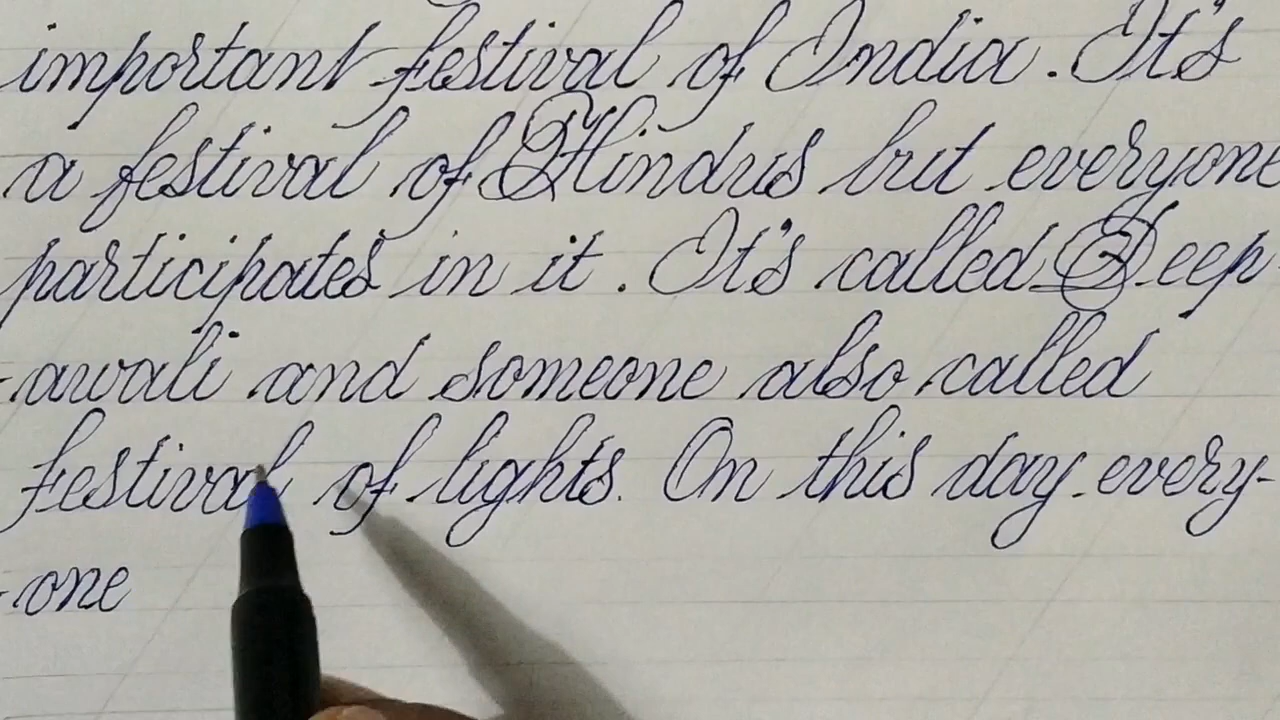 important festival of India. It's
a festival of Hindus but everyone
participates in it. It's called Deep-
-awali and someone also called
festival of lights. On this day every-
-one